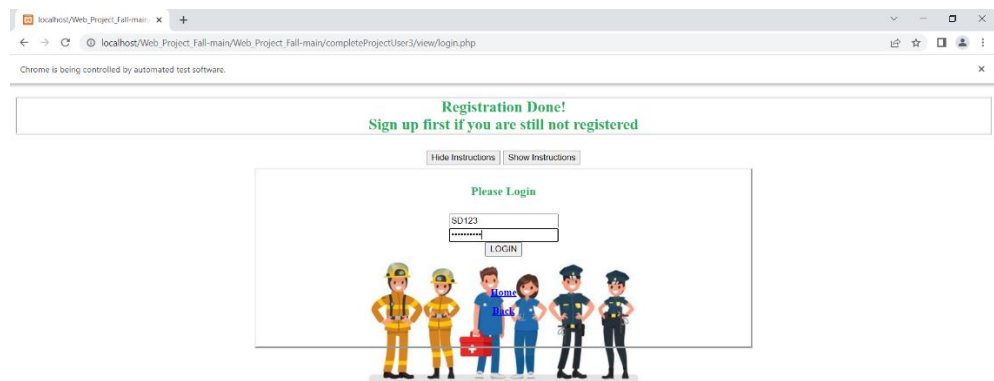 localhost/Web_Project_Fall-main
localhost/Web_Project_Fall-main/Web_Project_Fall-main/completeProjectUser3/view/login.php
Chrome is being controlled by automated test software.
Registration Done!
Sign up first if you are still not registered
Hide Instructions Show Instructions
Please Login
SD123
••••••••••
LOGIN
Home
Back